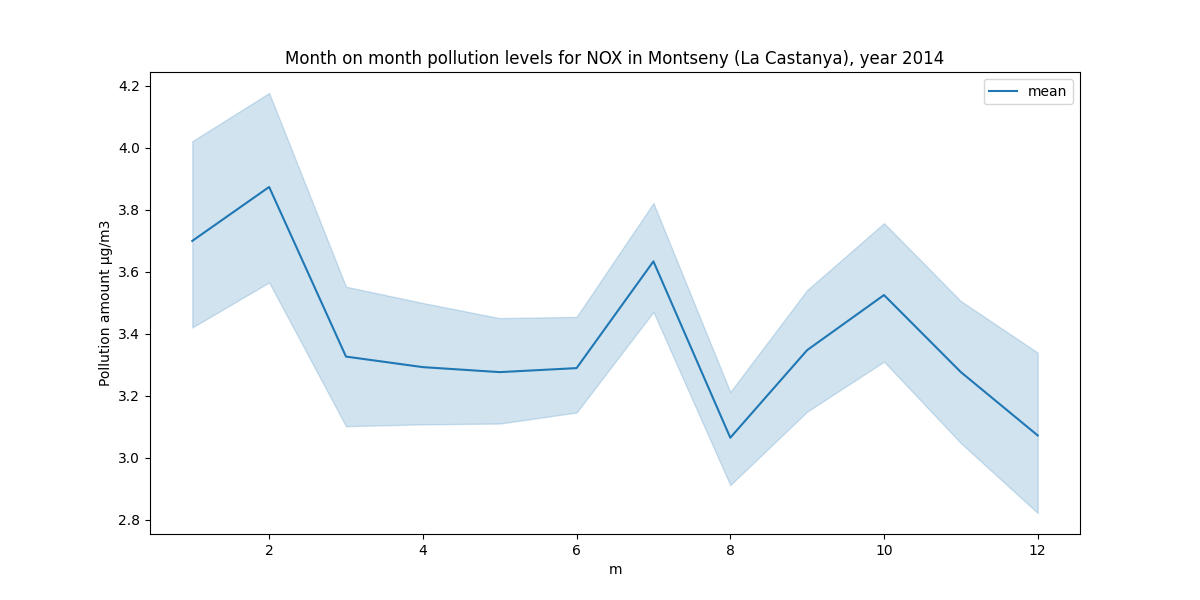 Month on month pollution levels for NOX in Montseny (La Castanya), year 2014
mean
Pollution amount µg/m3
4.2
4.0
3.8
3.6
3.4
3.2
3.0
2.8
2 4 6 8 10 12
m